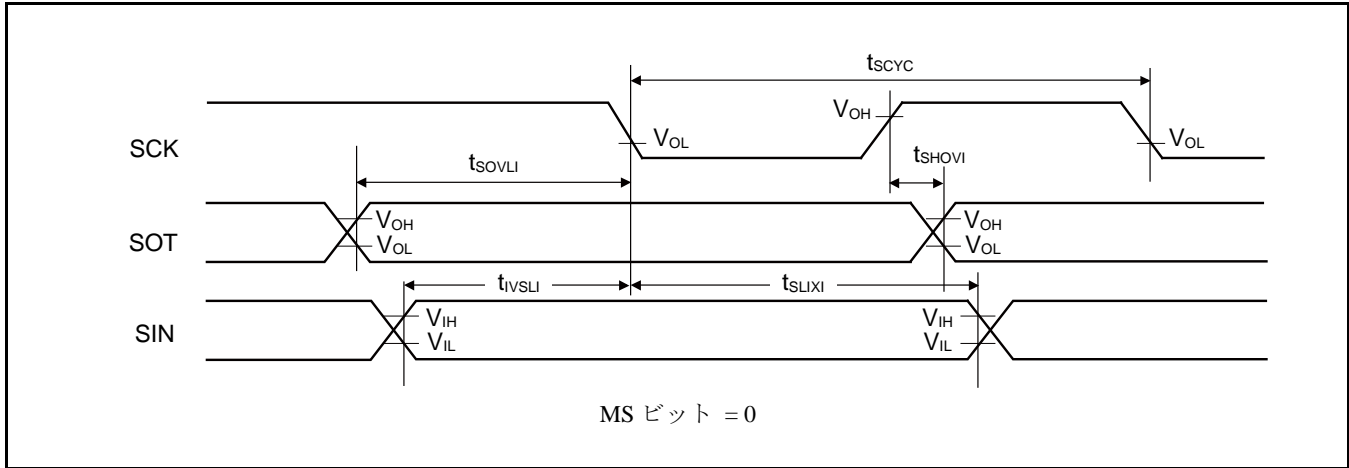 tSCYC
VOH
SCK
VOL
tSHOVI
VOL
tSOVLI
SOT
VOH
VOL
VOH
VOL
tIVSLI
tSLIXI
SIN
VIH
VIL
VIH
VIL
MS ビット = 0